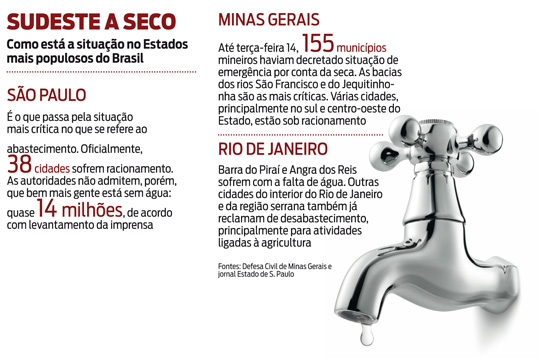 SUDESTE A SECO
Como está a situação no Estados
mais populosos do Brasil
SÃO PAULO
É o que passa pela situação
mais crítica no que se refere ao
abastecimento. Oficialmente,
38 cidades sofrem racionamento.
As autoridades não admitem, porém,
que bem mais gente está sem água:
quase 14 milhões, de acordo
com levantamento da imprensa
MINAS GERAIS
Até terça-feira 14, 155 municípios
mineiros haviam decretado situação de
emergência por conta da seca. As bacias
dos rios São Francisco e do Jequitinho-
nha são as mais críticas. Várias cidades,
principalmente no sul e centro-oeste do
Estado, estão sob racionamento
RIO DE JANEIRO
Barra do Piraí e Angra dos Reis
sofrem com a falta de água. Outras
cidades do interior do Rio de Janeiro
e da região serrana também já
reclamam de desabastecimento,
principalmente para atividades
ligadas à agricultura
Fontes: Defesa Civil de Minas Gerais e
jornal Estado de S. Paulo